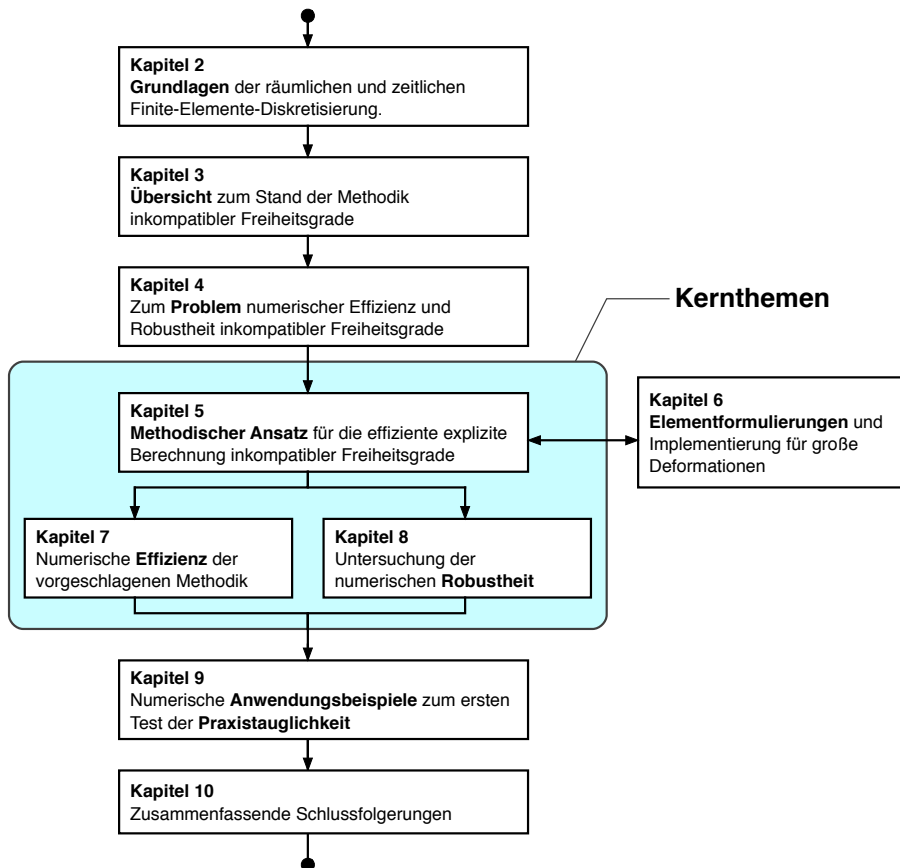 Kapitel 2
Grundlagen der räumlichen und zeitlichen
Finite-Elemente-Diskretisierung.
Kapitel 3
Übersicht zum Stand der Methodik
inkompatibler Freiheitsgrade
Kapitel 4
Zum Problem numerischer Effizienz und
Robustheit inkompatibler Freiheitsgrade
Kernthemen
Kapitel 5
Methodischer Ansatz für die effiziente explizite
Berechnung inkompatibler Freiheitsgrade
Kapitel 6
Elementformulierungen und
Implementierung für große
Deformationen
Kapitel 7
Numerische Effizienz der
vorgeschlagenen Methodik
Kapitel 8
Untersuchung der
numerischen Robustheit
Kapitel 9
Numerische Anwendungsbeispiele zum ersten
Test der Praxistauglichkeit
Kapitel 10
Zusammenfassende Schlussfolgerungen